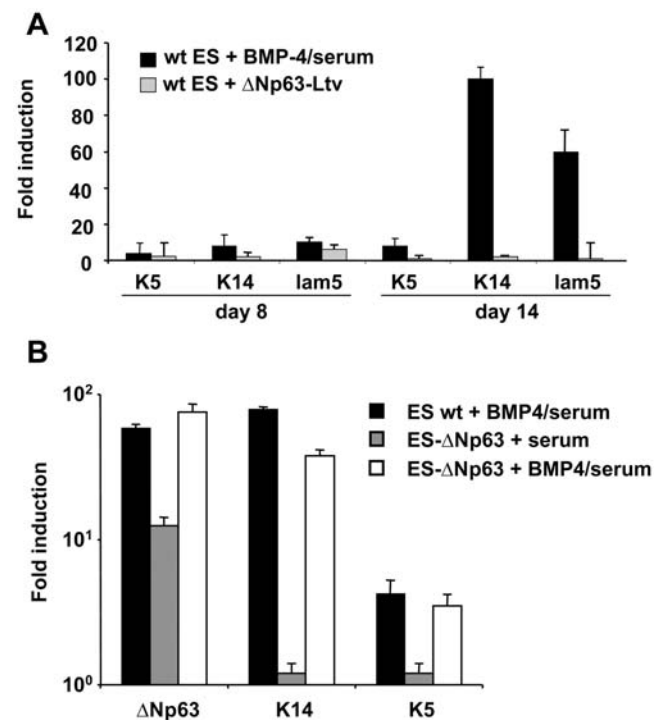 A
Fold induction
120
100
80
60
40
20
0
wt ES + BMP-4/serum
wt ES + ΔNp63-Ltv
K5 K14 lam5 K5 K14 lam5
day 8 day 14
B
Fold induction
10²
10¹
10⁰
ES wt + BMP4/serum
ES-ΔNp63 + serum
ES-ΔNp63 + BMP4/serum
ΔNp63 K14 K5